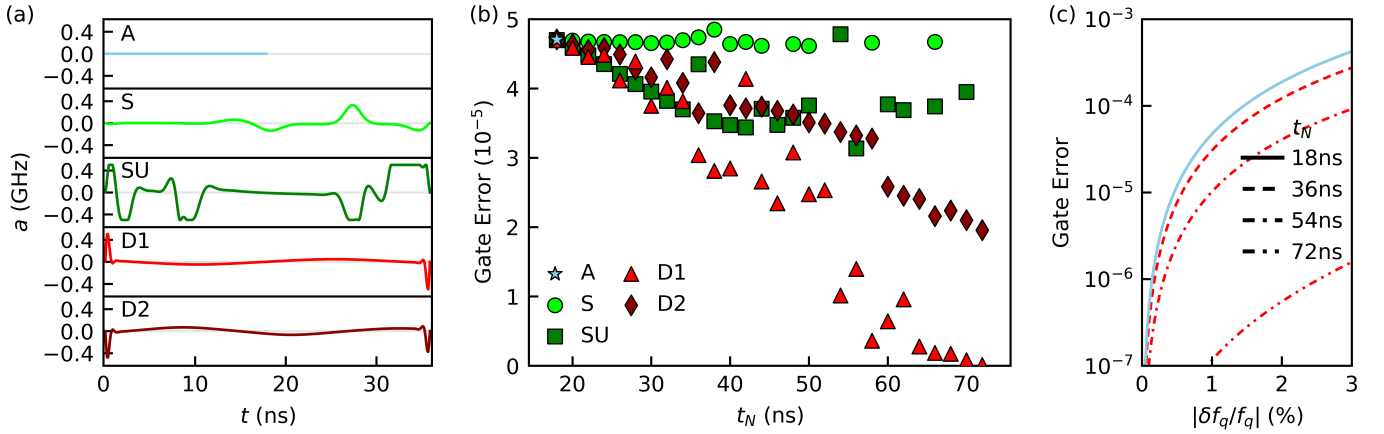 (a)
0.4
0.0
−0.4
A
0.4
0.0
−0.4
S
0.4
0.0
−0.4
SU
0.4
0.0
−0.4
D1
0.4
0.0
−0.4
D2
a (GHz)
0 10 20 30
t (ns)
(b)
5
4
3
2
1
0
Gate Error (10⁻⁵)
A
S
SU
D1
D2
20 30 40 50 60 70
t_N (ns)
(c)
10⁻³
10⁻⁴
10⁻⁵
10⁻⁶
10⁻⁷
Gate Error
t_N
18ns
36ns
54ns
72ns
0 1 2 3
|δf_q/f_q| (%)